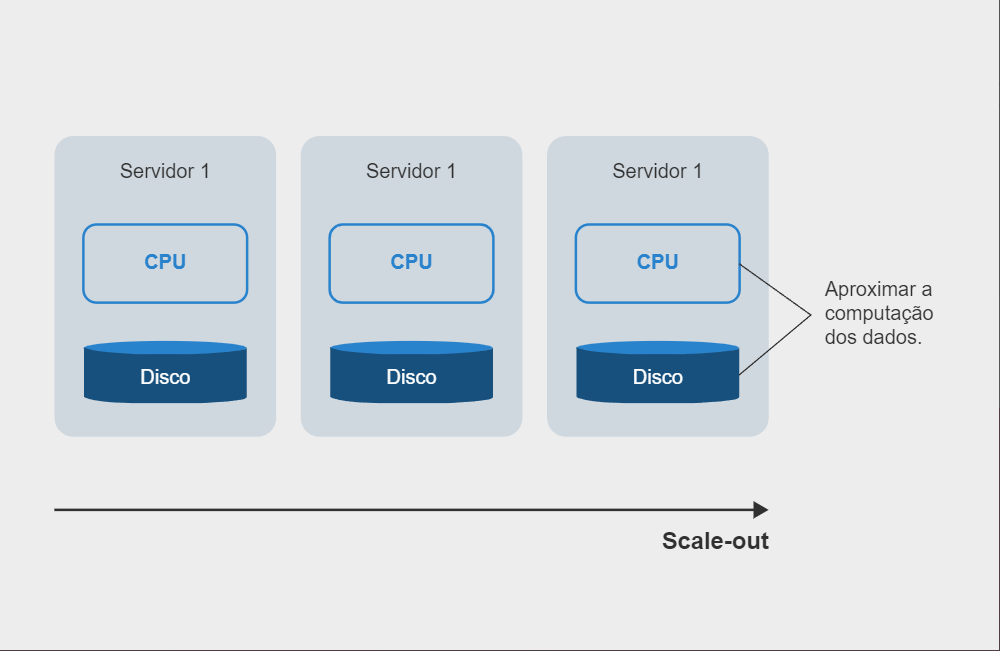 Servidor 1
Servidor 1
Servidor 1
CPU
CPU
CPU
Aproximar a
computação
dos dados.
Disco
Disco
Disco
Scale-out